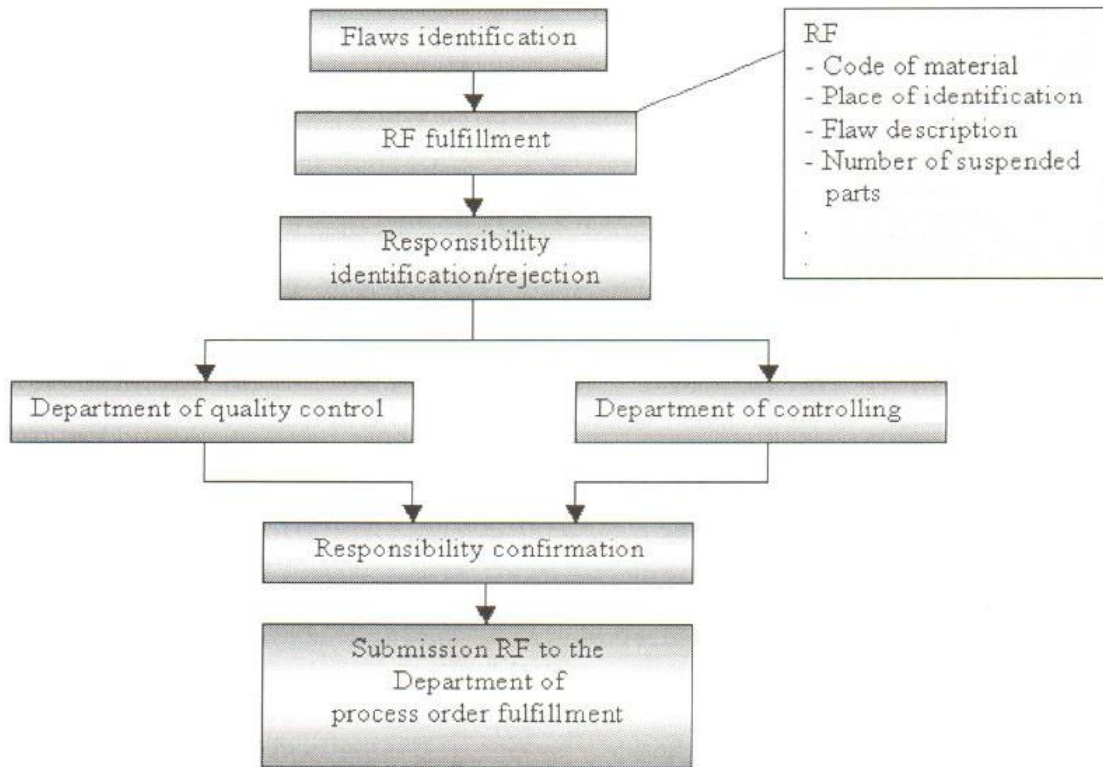 Flaws identification
RF fulfillment
RF
- Code of material
- Place of identification
- Flaw description
- Number of suspended
parts
.
.
Responsibility
identification/rejection
Department of quality control
Department of controlling
Responsibility confirmation
Submission RF to the
Department of
process order fulfillment